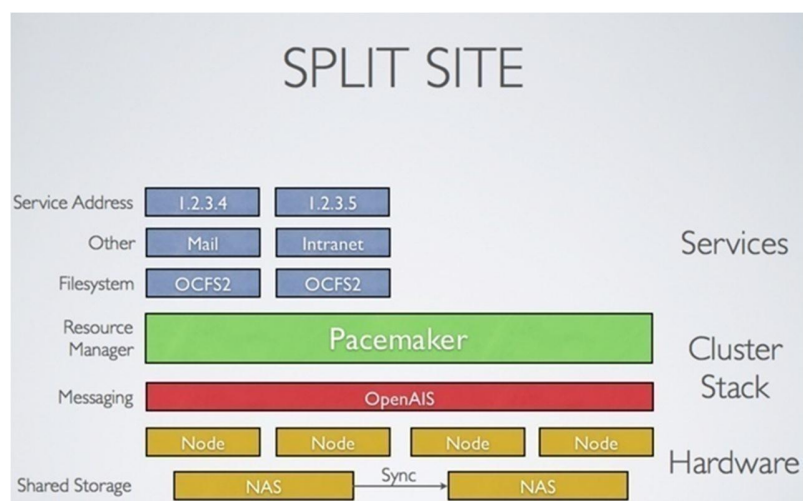 SPLIT SITE
Service Address 1.2.3.4 1.2.3.5
Other Mail Intranet
Services
Filesystem OCFS2 OCFS2
Resource
Manager
Pacemaker
Cluster
Stack
Messaging OpenAIS
Node Node Node Node
Hardware
Shared Storage NAS Sync NAS